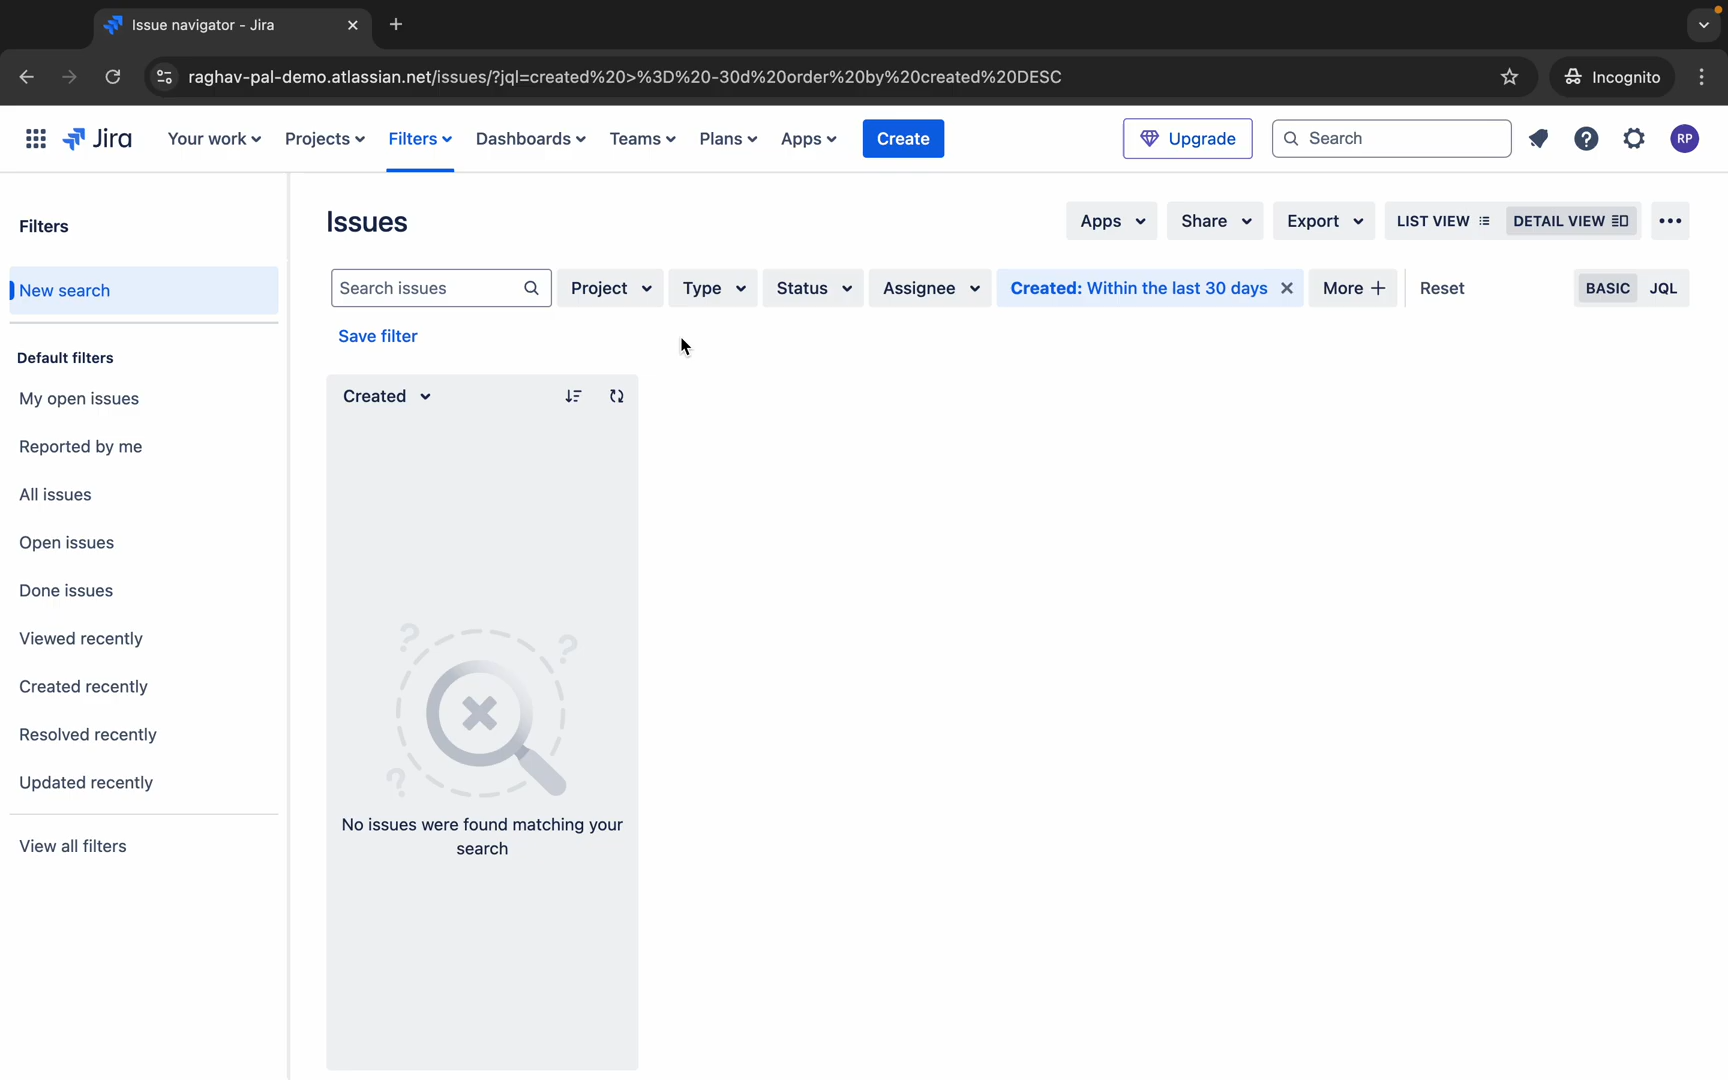 Issue navigator - Jira
raghav-pal-demo.atlassian.net/issues/?jql=created%20>%3D%20-30d%20order%20by%20created%20DESC
Incognito
Jira
Your work
Projects
Filters
Dashboards
Teams
Plans
Apps
Create
Upgrade
Search
RP
Filters
New search
Default filters
My open issues
Reported by me
All issues
Open issues
Done issues
Viewed recently
Created recently
Resolved recently
Updated recently
View all filters
Issues
Apps
Share
Export
LIST VIEW
DETAIL VIEW
Search issues
Project
Type
Status
Assignee
Created: Within the last 30 days
More
Reset
BASIC
JQL
Save filter
Created
No issues were found matching your
search